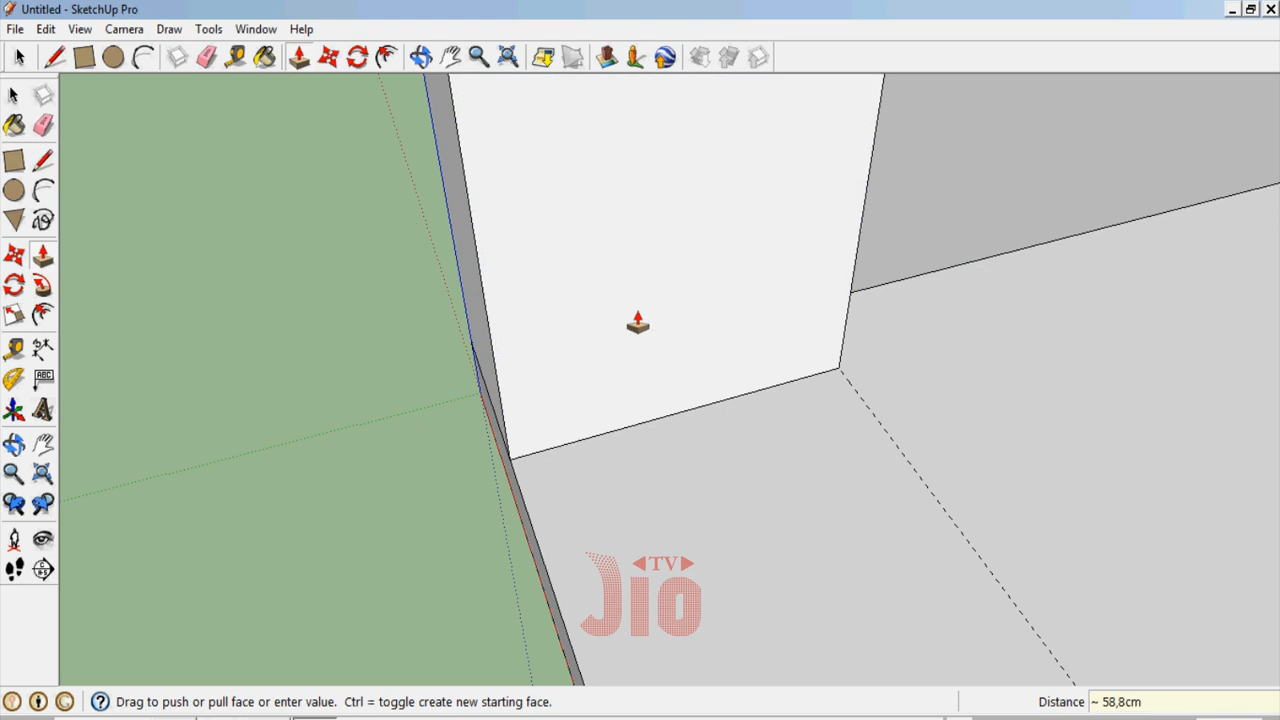 Untitled - SketchUp Pro
File Edit View Camera Draw Tools Window Help
ABC
TV
JIO
Drag to push or pull face or enter value. Ctrl = toggle create new starting face.
Distance ~ 58,8cm